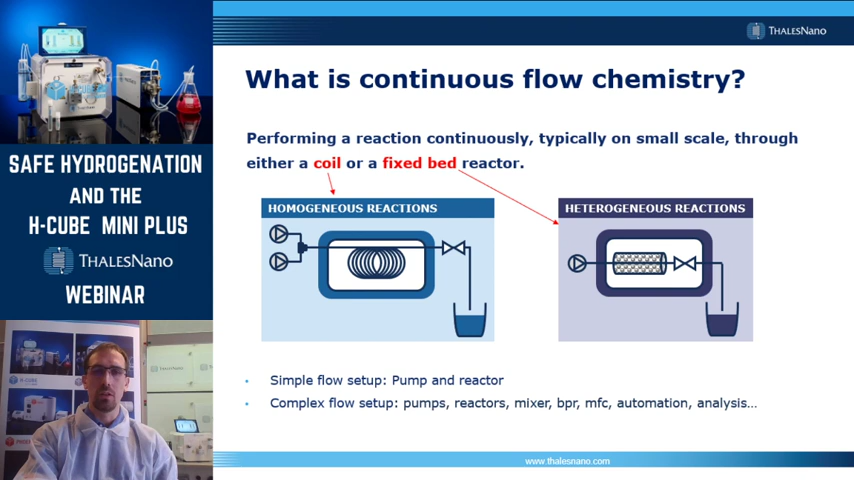 SAFE HYDROGENATION
AND THE
H-CUBE MINI PLUS
THALESNANO
WEBINAR
THALESNANO
What is continuous flow chemistry?
Performing a reaction continuously, typically on small scale, through
either a coil or a fixed bed reactor.
HOMOGENEOUS REACTIONS
HETEROGENEOUS REACTIONS
• Simple flow setup: Pump and reactor
• Complex flow setup: pumps, reactors, mixer, bpr, mfc, automation, analysis…
www.thalesnano.com